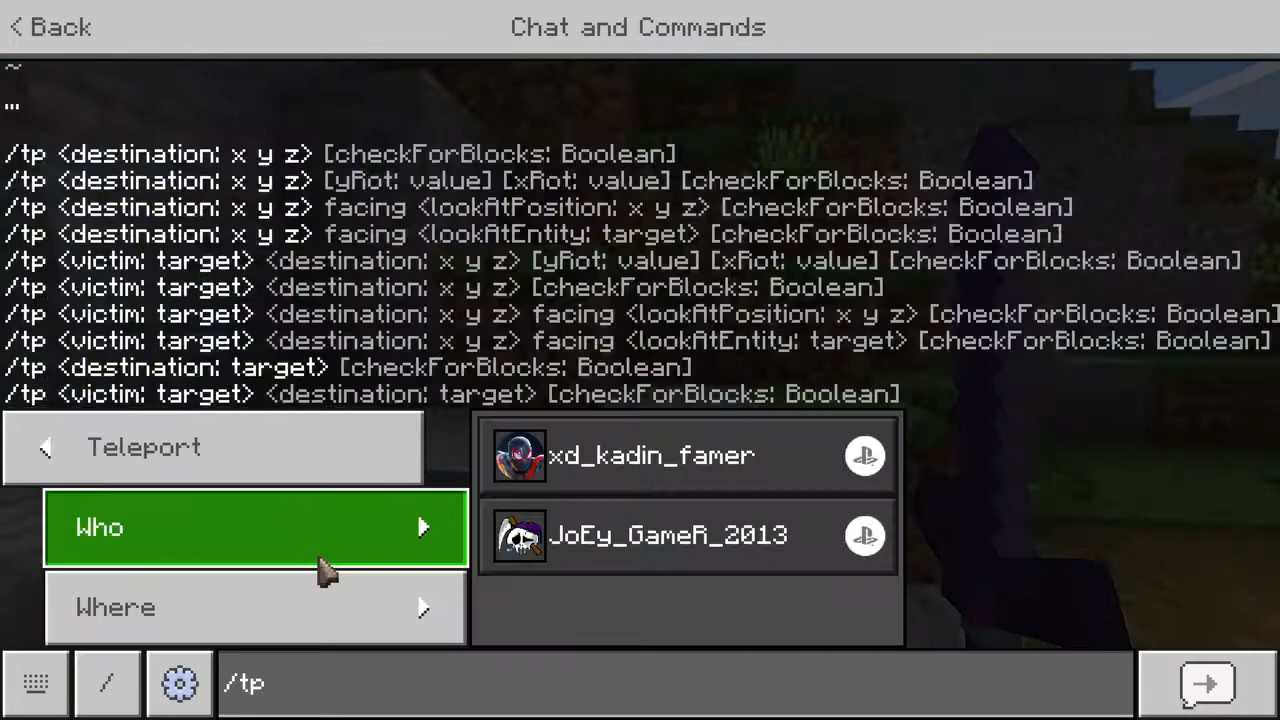 < Back
Chat and Commands
~
...
/tp <destination: x y z> [checkForBlocks: Boolean]
/tp <destination: x y z> [yRot: value] [xRot: value] [checkForBlocks: Boolean]
/tp <destination: x y z> facing <lookAtPosition: x y z> [checkForBlocks: Boolean]
/tp <destination: x y z> facing <lookAtEntity: target> [checkForBlocks: Boolean]
/tp <victim: target> <destination: x y z> [yRot: value] [xRot: value] [checkForBlocks: Boolean]
/tp <victim: target> <destination: x y z> [checkForBlocks: Boolean]
/tp <victim: target> <destination: x y z> facing <lookAtPosition: x y z> [checkForBlocks: Boolean]
/tp <victim: target> <destination: x y z> facing <lookAtEntity: target> [checkForBlocks: Boolean]
/tp <destination: target> [checkForBlocks: Boolean]
/tp <victim: target> <destination: target> [checkForBlocks: Boolean]
Teleport
Who
Where
xd_kadin_famer
JoEy_GameR_2013
/
/tp